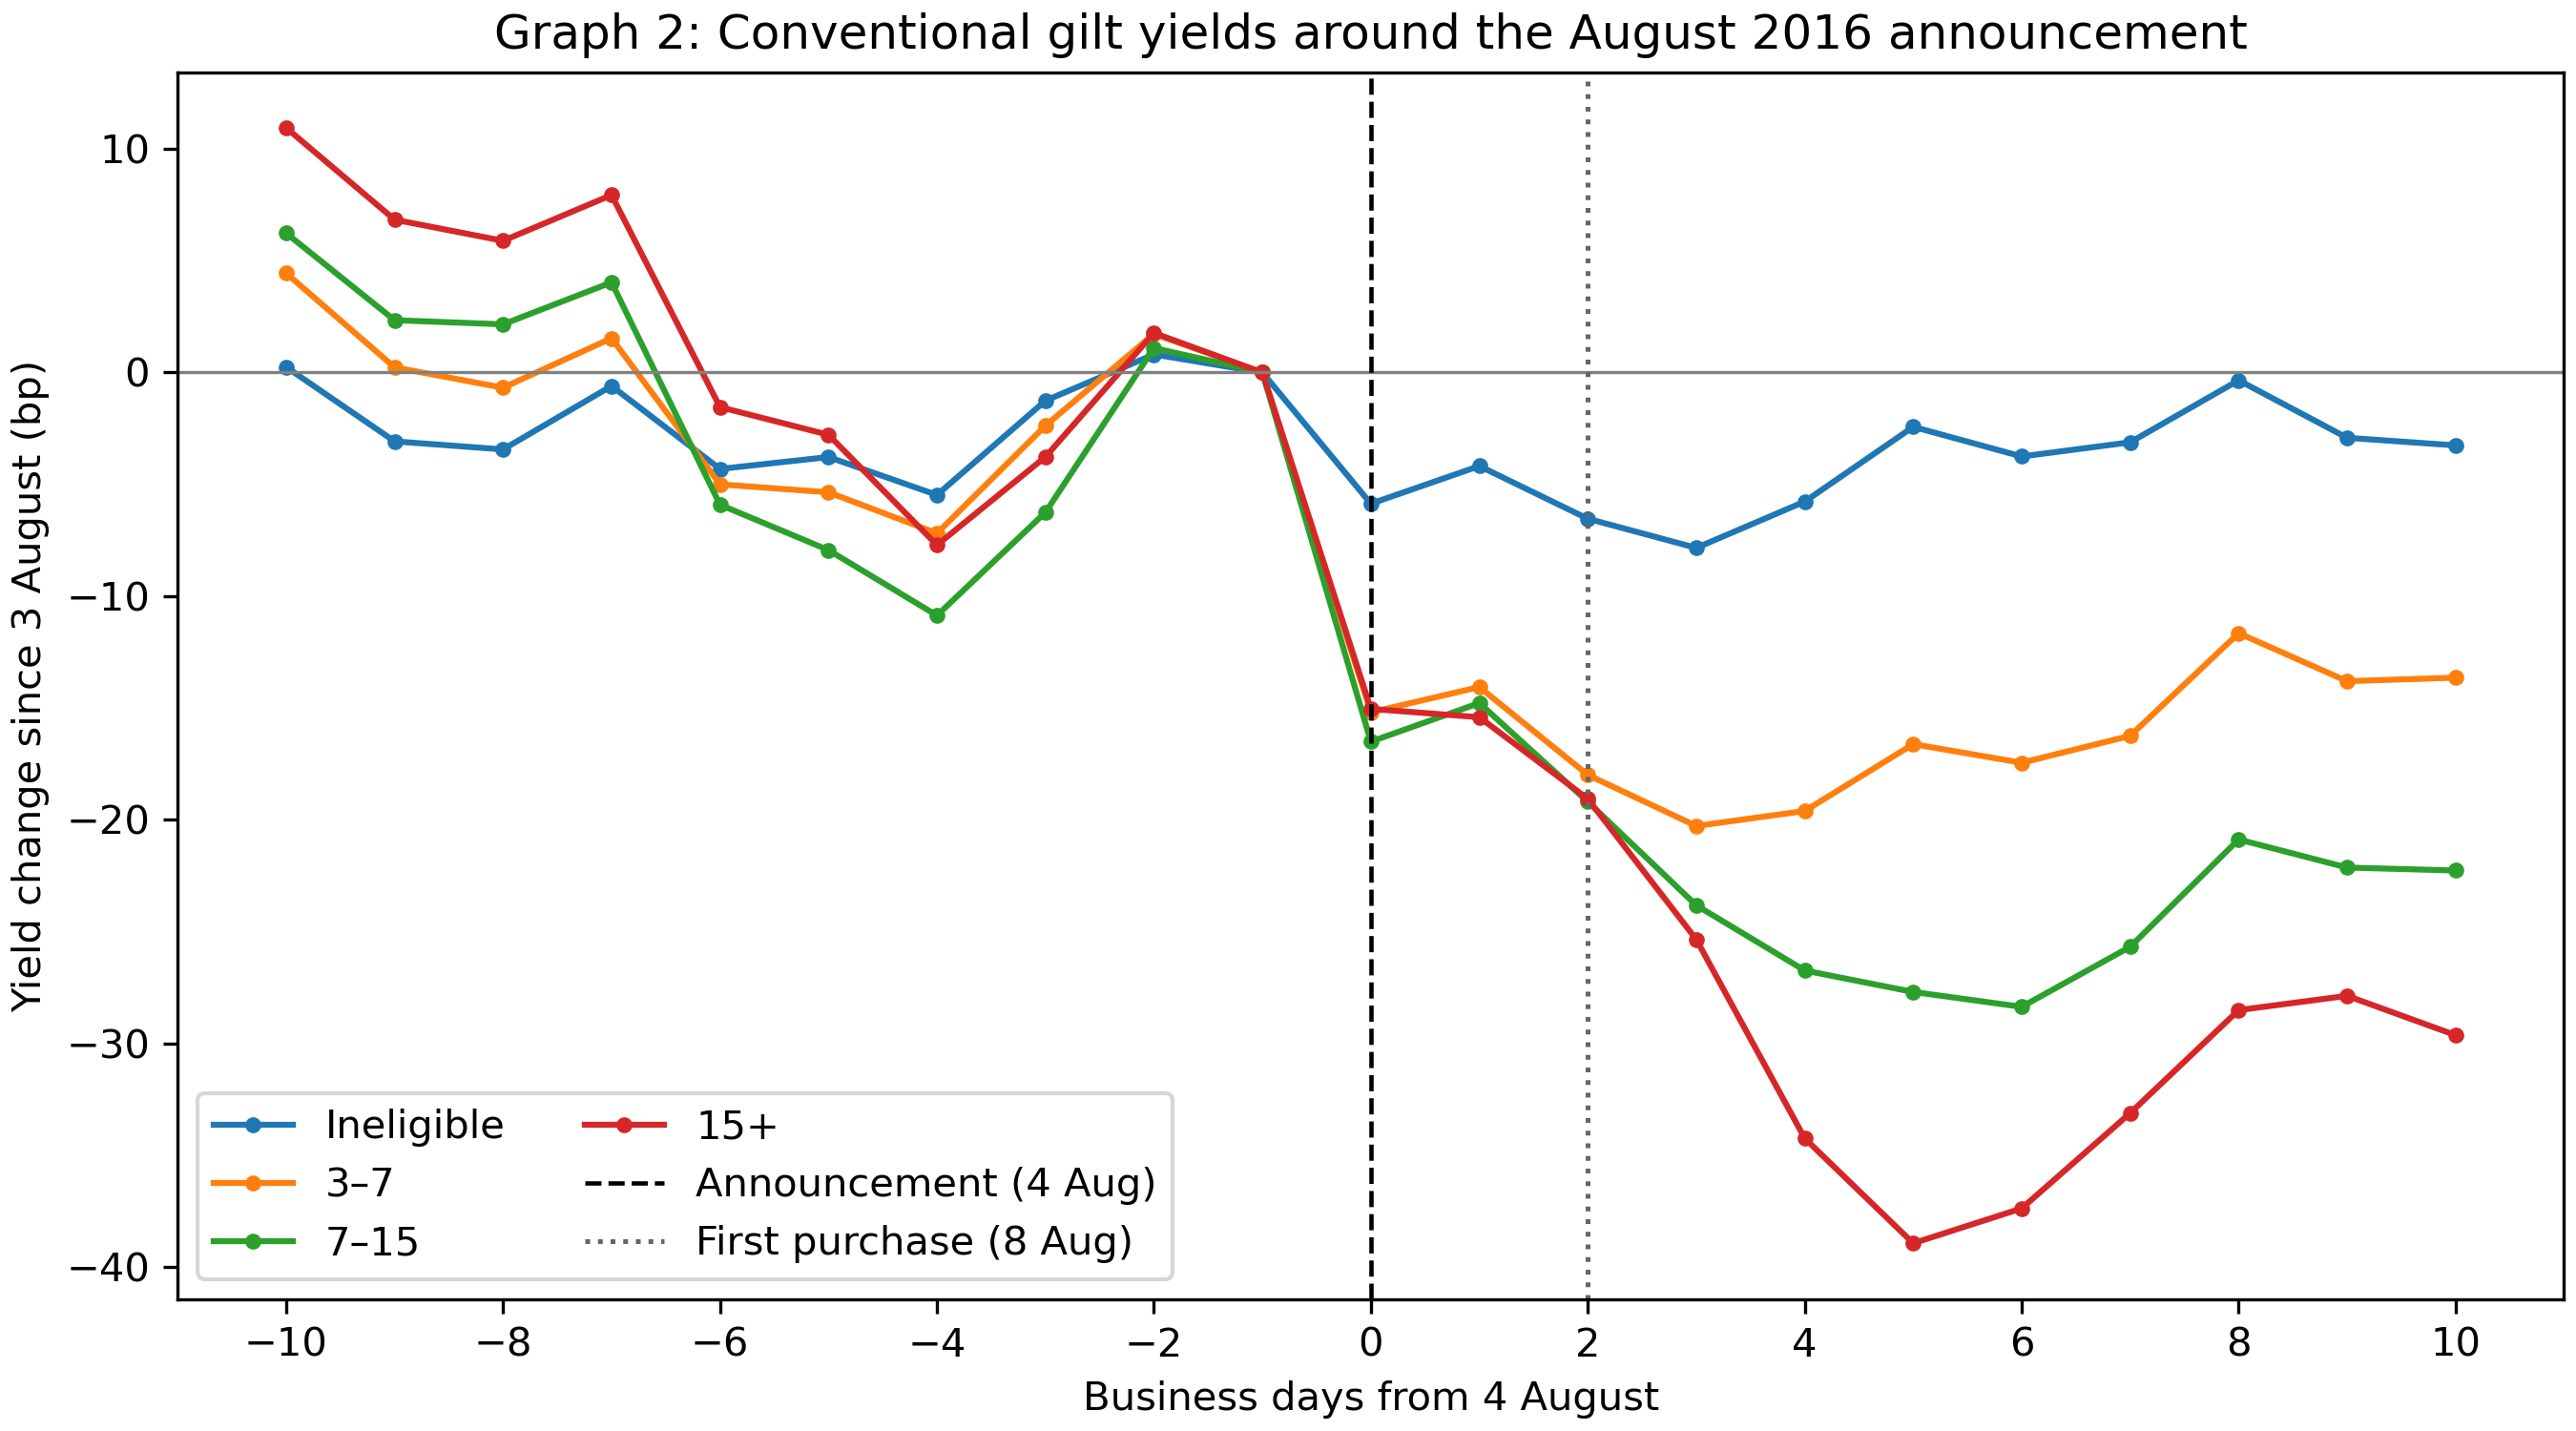 Graph 2: Conventional gilt yields around the August 2016 announcement
Yield change since 3 August (bp)
10
0
−10
−20
−30
−40
Ineligible
3–7
7–15
15+
Announcement (4 Aug)
First purchase (8 Aug)
−10 −8 −6 −4 −2 0 2 4 6 8 10
Business days from 4 August